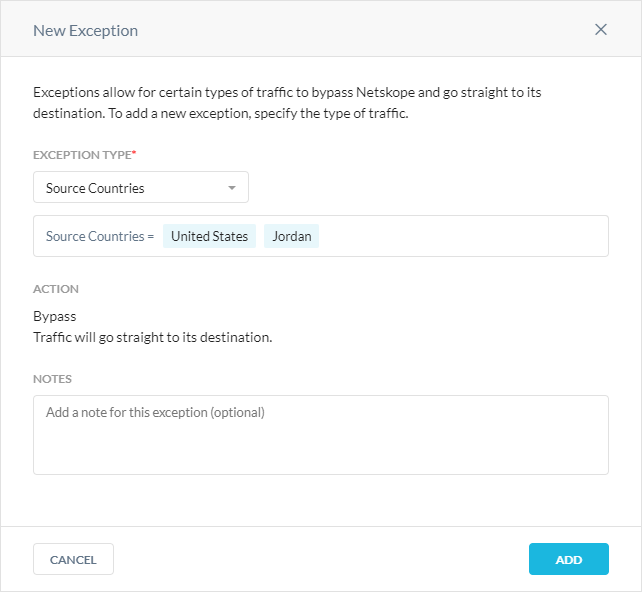 New Exception
Exceptions allow for certain types of traffic to bypass Netskope and go straight to its
destination. To add a new exception, specify the type of traffic.
EXCEPTION TYPE*
Source Countries
Source Countries = United States Jordan
ACTION
Bypass
Traffic will go straight to its destination.
NOTES
Add a note for this exception (optional)
CANCEL ADD